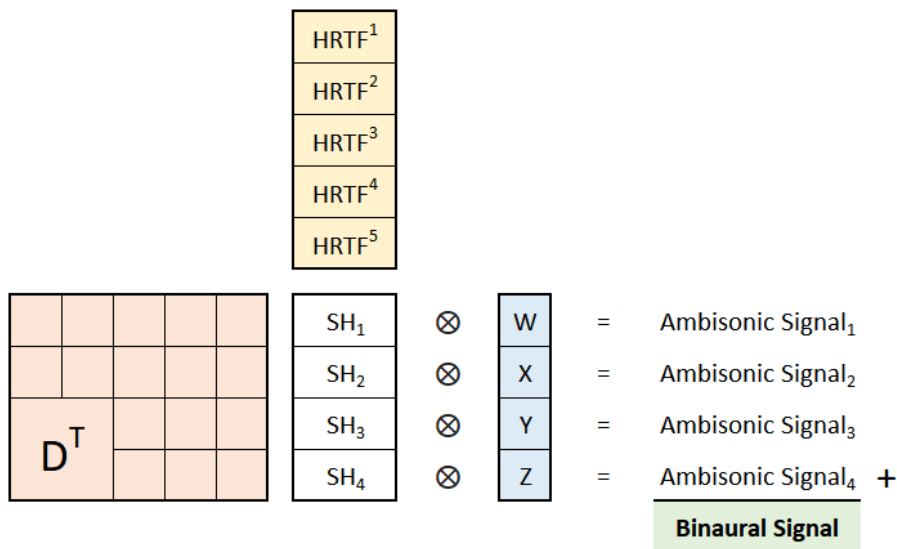 HRTF¹
HRTF²
HRTF³
HRTF⁴
HRTF⁵
SH₁ ⊗ W = Ambisonic Signal₁
SH₂ ⊗ X = Ambisonic Signal₂
SH₃ ⊗ Y = Ambisonic Signal₃
Dᵀ
SH₄ ⊗ Z = Ambisonic Signal₄ +
Binaural Signal